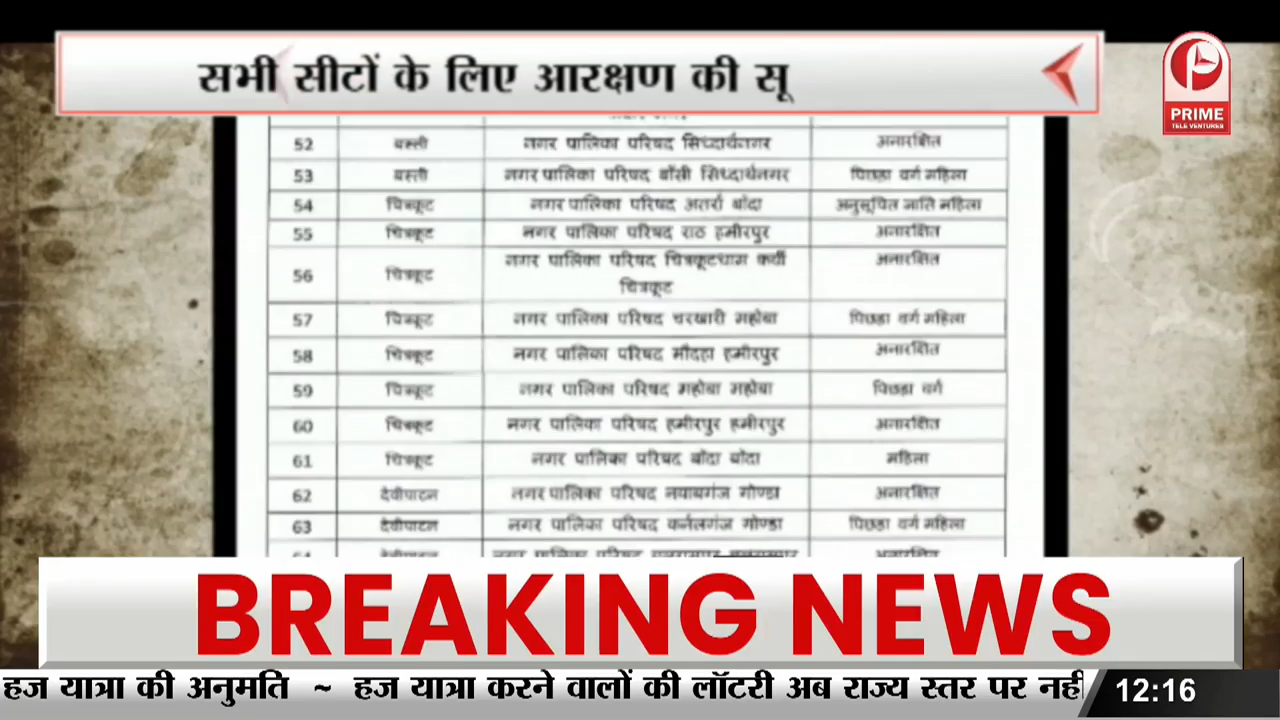 सभी सीटों के लिए आरक्षण की सू
PRIME
TELE VENTURES
52 बस्ती नगर पालिका परिषद सिध्दार्थनगर अनारक्षित
53 बस्ती नगर पालिका परिषद बॉसी सिध्दार्थनगर पिछडा वर्ग महिला
54 चित्रकूट नगर पालिका परिषद अतर्रा बॉदा अनुसूचित जाति महिला
55 चित्रकूट नगर पालिका परिषद राठ हमीरपुर अनारक्षित
56 चित्रकूट नगर पालिका परिषद चित्रकूटधाम कर्वी अनारक्षित
चित्रकूट
57 चित्रकूट नगर पालिका परिषद चरखारी महोबा पिछडा वर्ग महिला
58 चित्रकूट नगर पालिका परिषद मौदहा हमीरपुर अनारक्षित
59 चित्रकूट नगर पालिका परिषद महोबा महोबा पिछडा वर्ग
60 चित्रकूट नगर पालिका परिषद हमीरपुर हमीरपुर अनारक्षित
61 चित्रकूट नगर पालिका परिषद बॉदा बॉदा महिला
62 देवीपाटन नगर पालिका परिषद नवाबगंज गोण्डा अनारक्षित
63 देवीपाटन नगर पालिका परिषद कर्नलगंज गोण्डा पिछडा वर्ग महिला
BREAKING NEWS
हज यात्रा की अनुमति ~ हज यात्रा करने वालों की लॉटरी अब राज्य स्तर पर नहीं
12:16